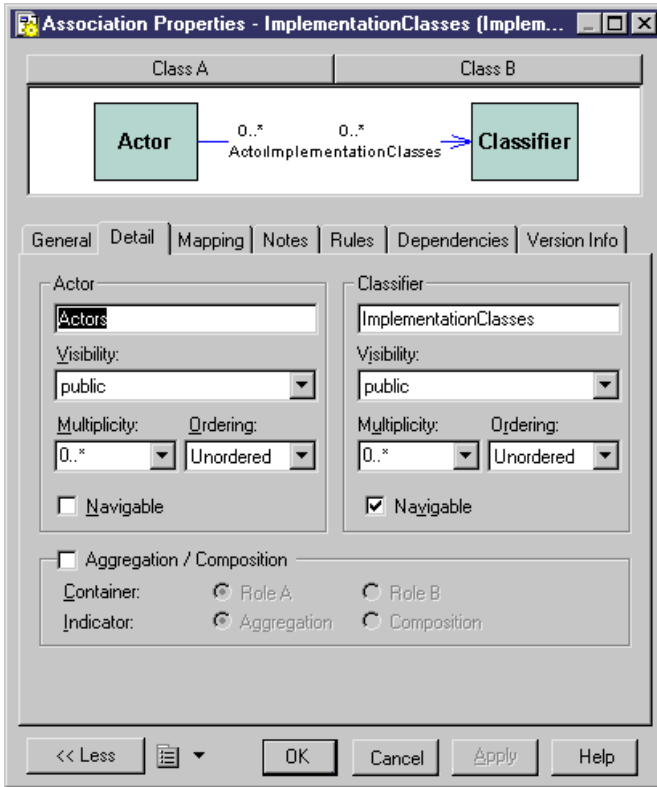 Association Properties - ImplementationClasses (Implem...
Class A Class B
Actor 0..* 0..* Classifier
ImplementationClasses
General Detail Mapping Notes Rules Dependencies Version Info
Actor Classifier
Actors ImplementationClasses
Visibility: Visibility:
public public
Multiplicity: Ordering: Multiplicity: Ordering:
0..* Unordered 0..* Unordered
Navigable Navigable
Aggregation / Composition
Container: Role A Role B
Indicator: Aggregation Composition
<< Less OK Cancel Apply Help